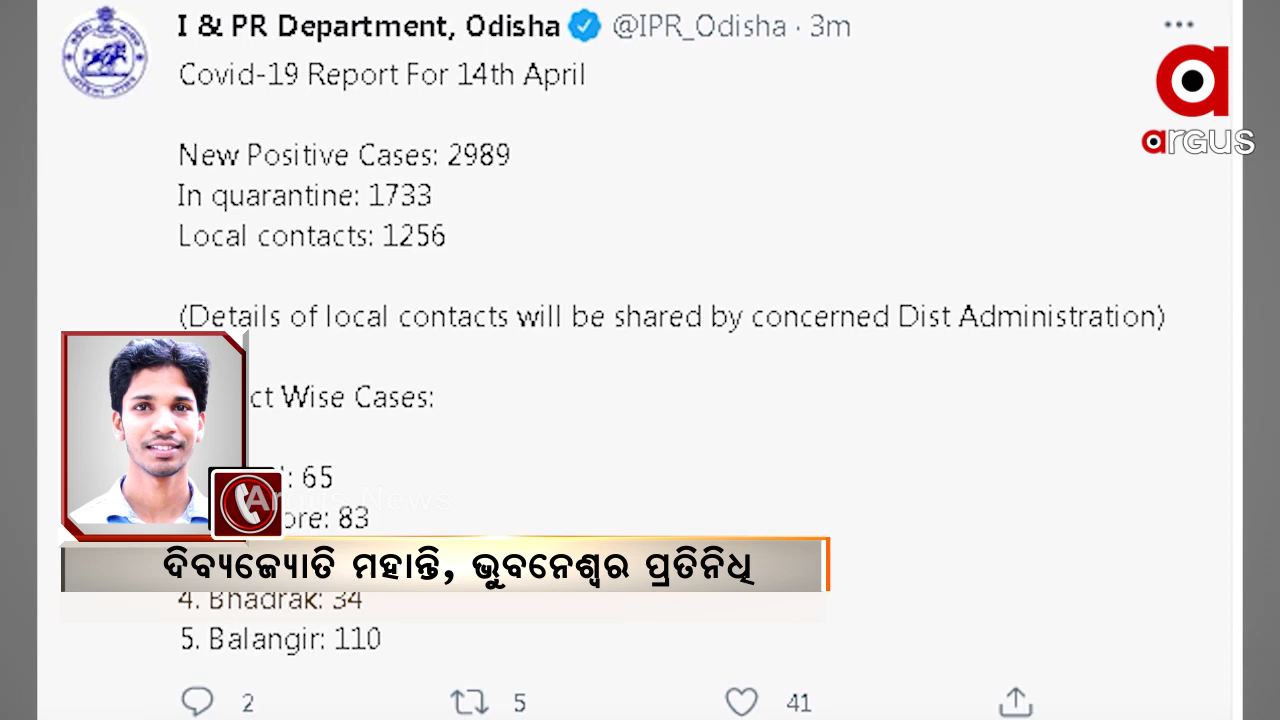 I & PR Department, Odisha @IPR_Odisha · 3m
Covid-19 Report For 14th April
New Positive Cases: 2989
In quarantine: 1733
Local contacts: 1256
(Details of local contacts will be shared by concerned Dist Administration)
Wise Cases:
: 65
: 83
4. Bhadrak: 34
5. Balangir: 110
2 5 41
argus
Argus News
ଦିବ୍ୟଜ୍ୟୋତି ମହାନ୍ତି, ଭୁବନେଶ୍ୱର ପ୍ରତିନିଧି